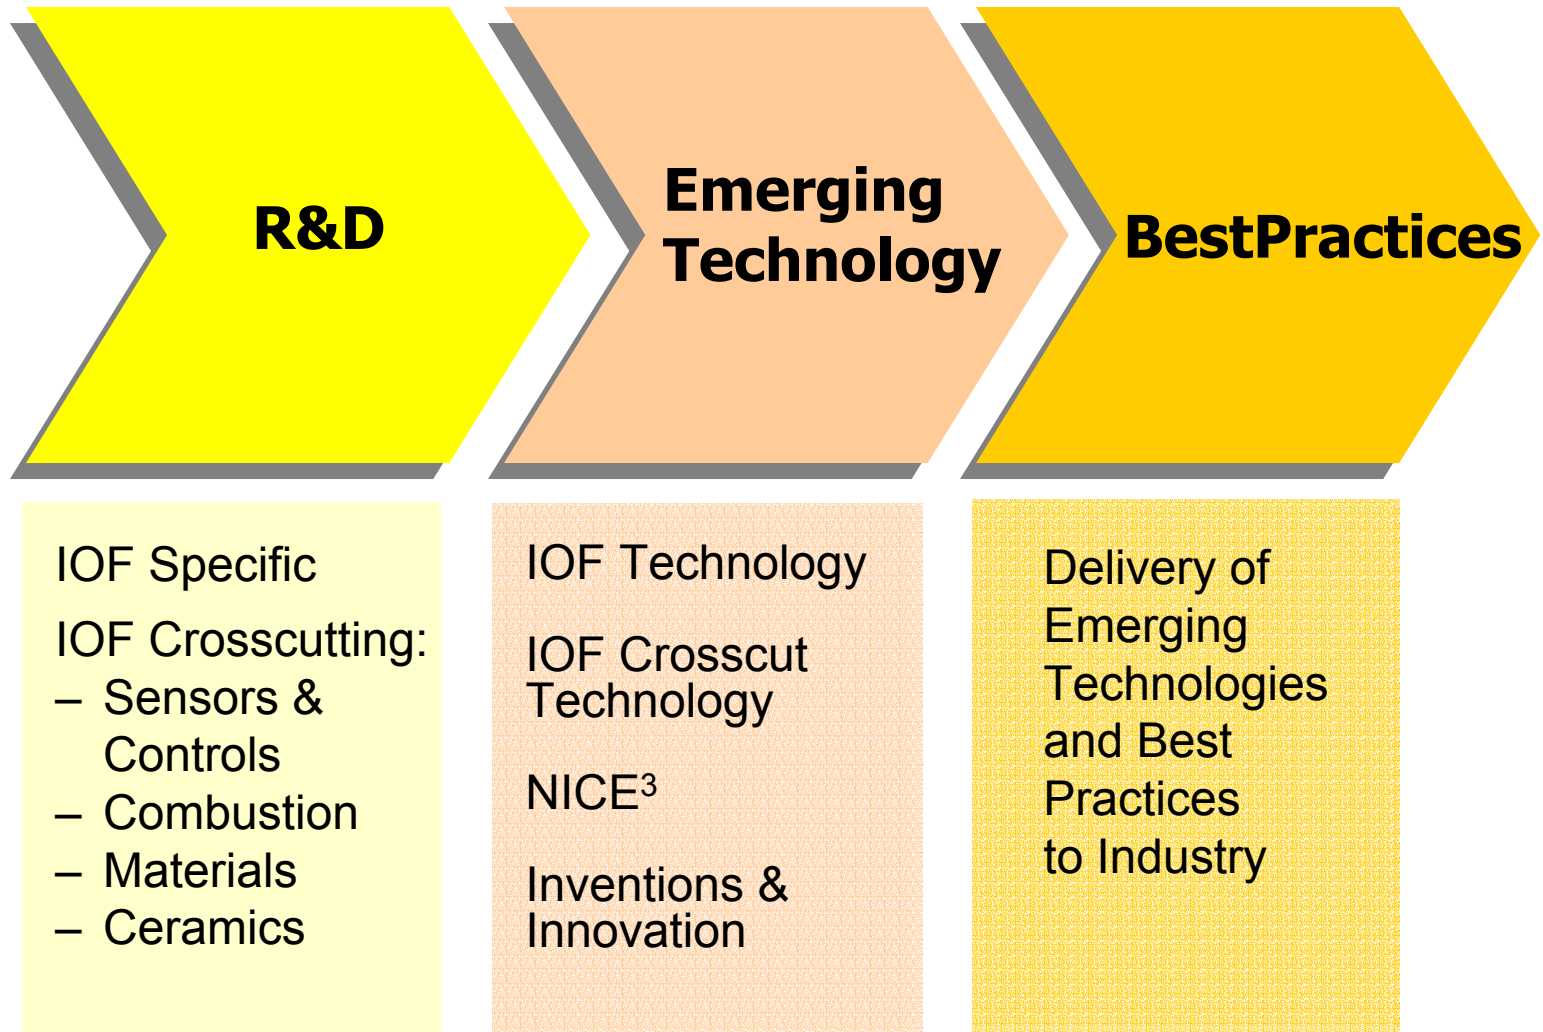 R&D
Emerging
Technology
BestPractices
IOF Specific
IOF Crosscutting:
– Sensors &
Controls
– Combustion
– Materials
– Ceramics
IOF Technology
IOF Crosscut
Technology
NICE³
Inventions &
Innovation
Delivery of
Emerging
Technologies
and Best
Practices
to Industry